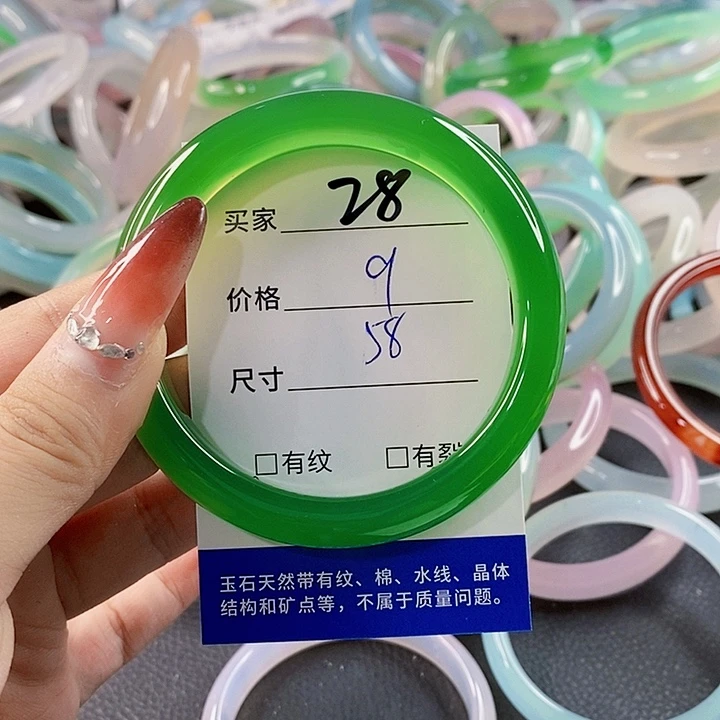 买家 28
价格 9
58
尺寸
□有纹 □有裂
玉石天然带有纹、棉、水线、晶体
结构和矿点等，不属于质量问题。